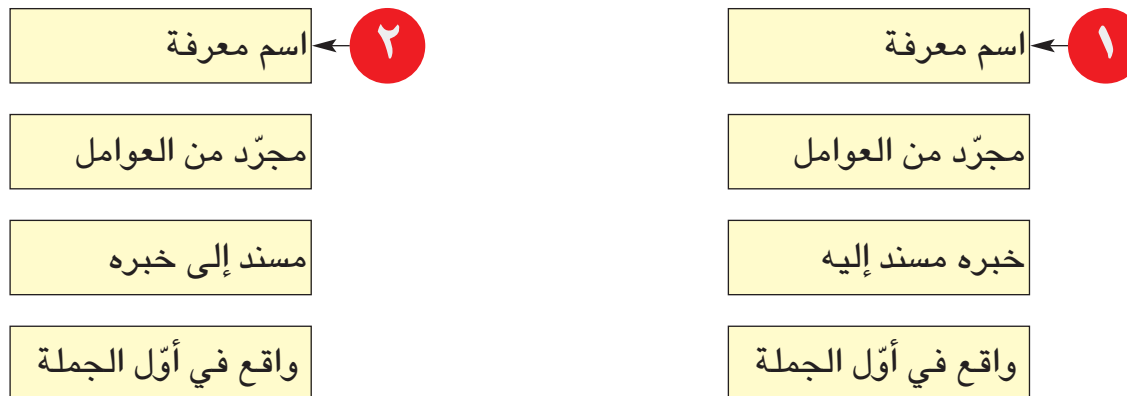 ١ اسم معرفة
مجرّد من العوامل
خبره مسند إليه
واقع في أوّل الجملة
٢ اسم معرفة
مجرّد من العوامل
مسند إلى خبره
واقع في أوّل الجملة